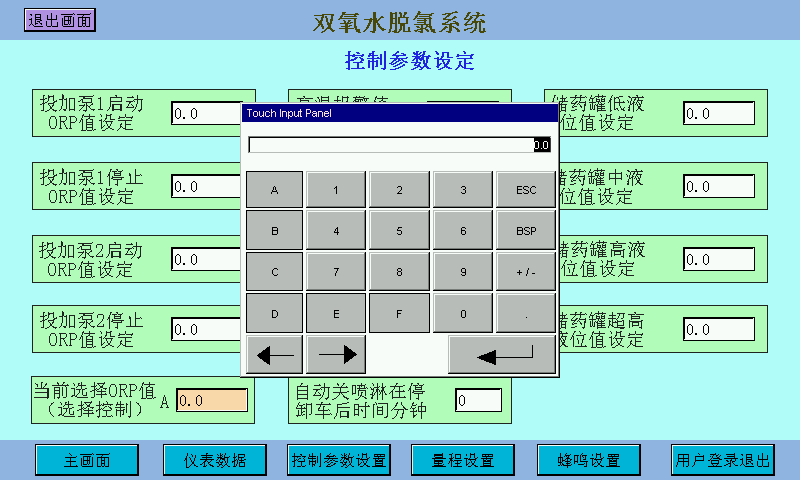 退出画面
双氧水脱氯系统
控制参数设定
投加泵1启动
ORP值设定
0.0
高温报警值
储药罐低液
位值设定
0.0
投加泵1停止
ORP值设定
0.0
储药罐中液
位值设定
0.0
投加泵2启动
ORP值设定
0.0
储药罐高液
位值设定
0.0
投加泵2停止
ORP值设定
0.0
储药罐超高
液位值设定
0.0
Touch Input Panel
0.0
A 1 2 3 ESC
B 4 5 6 BSP
C 7 8 9 + / -
D E F 0 .
当前选择ORP值
（选择控制） A 0.0
自动关喷淋在停
卸车后时间分钟
0
主画面 仪表数据 控制参数设置 量程设置 蜂鸣设置 用户登录退出